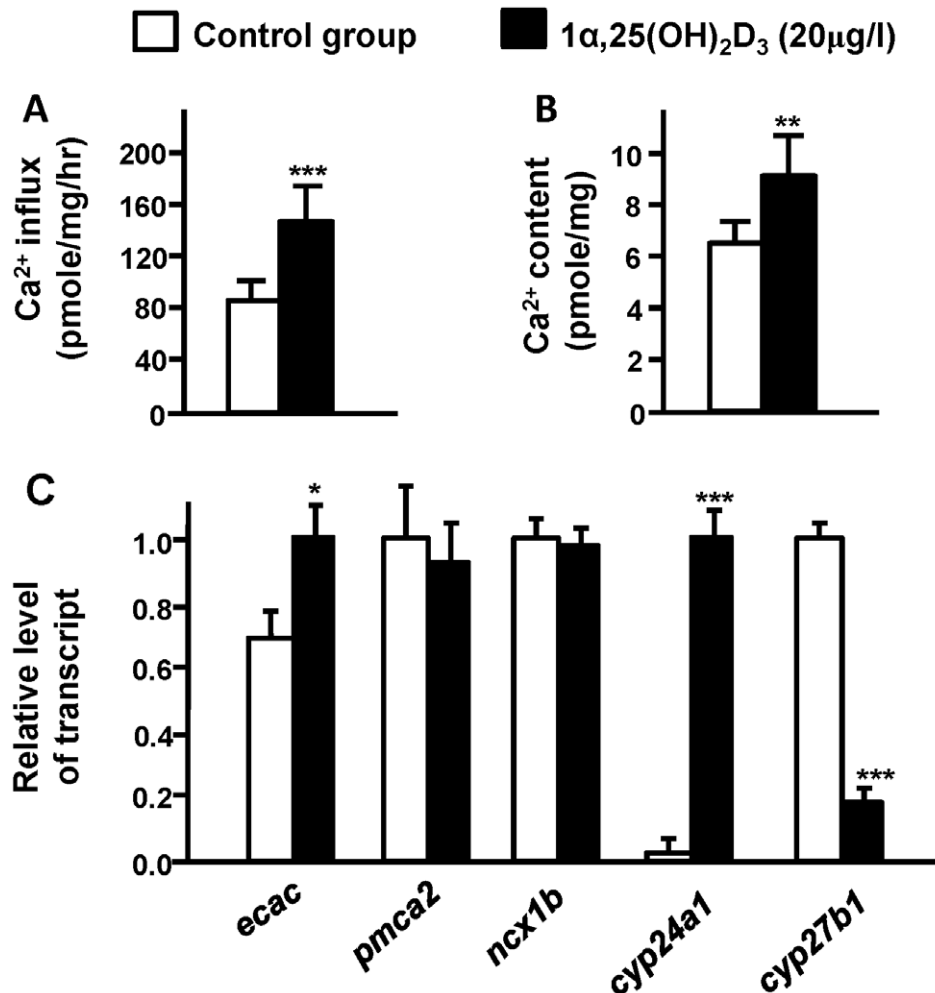 Control group
1α,25(OH)₂D₃ (20µg/l)
A
Ca²⁺ influx
(pmole/mg/hr)
200
160
120
80
40
0
***
B
Ca²⁺ content
(pmole/mg)
10
8
6
4
2
0
**
C
Relative level
of transcript
1.0
0.8
0.6
0.4
0.2
0.0
*
***
***
ecac
pmca2
ncx1b
cyp24a1
cyp27b1